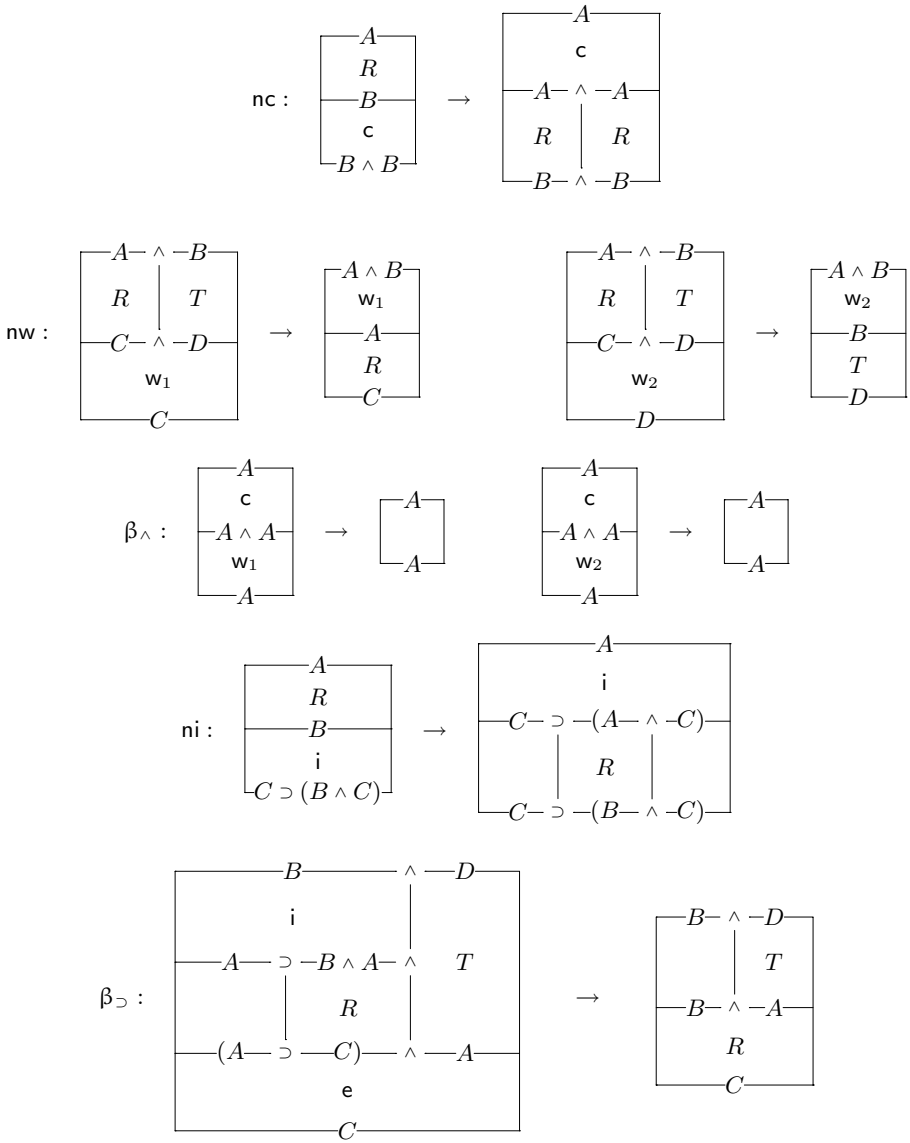 A
A R c
nc : B → A ∧ A
c R R
B ∧ B B ∧ B
A ∧ B A ∧ B
R T A ∧ B R T A ∧ B
w₁ w₂
nw : C ∧ D → A C ∧ D → B
w₁ R w₂ T
C C D D
A A
c A c A
β∧ : A ∧ A → A ∧ A →
w₁ A w₂ A
A A
A
A i
R C ⊃ (A ∧ C)
ni : B → R
i
C ⊃ (B ∧ C) C ⊃ (B ∧ C)
B ∧ D
i B ∧ D
A ⊃ B ∧ A ∧ T T
β⊃ : R → B ∧ A
(A ⊃ C) ∧ A R
e C
C